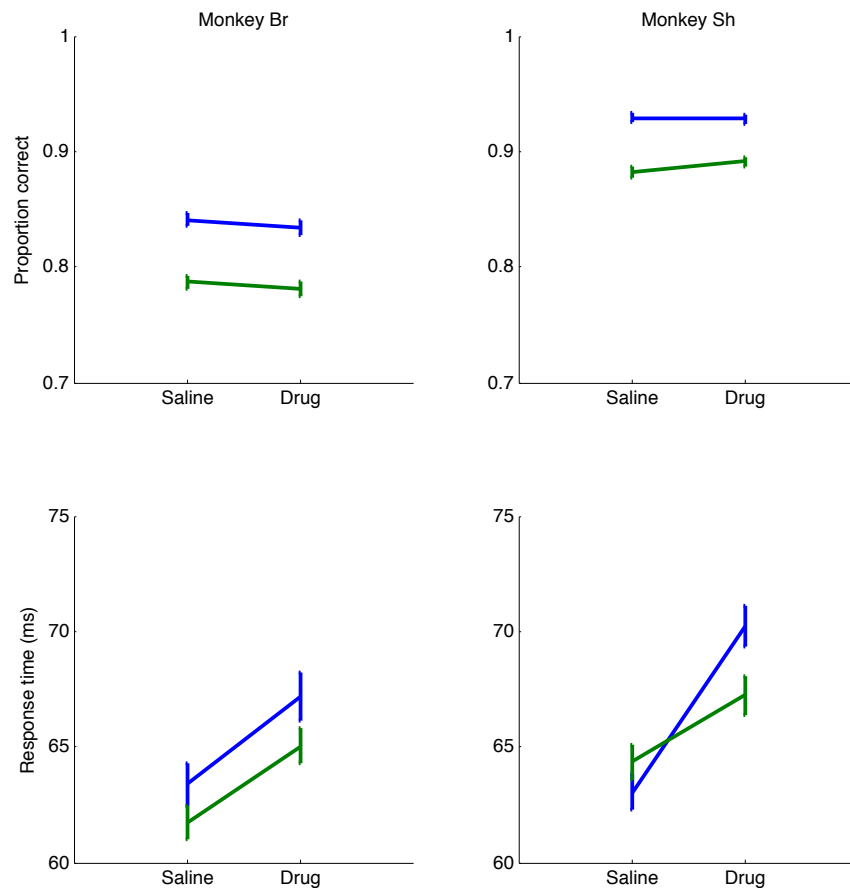 Monkey Br
Monkey Sh
1
0.9
0.8
0.7
Proportion correct
Saline Drug
1
0.9
0.8
0.7
Saline Drug
75
70
65
60
Response time (ms)
Saline Drug
75
70
65
60
Saline Drug